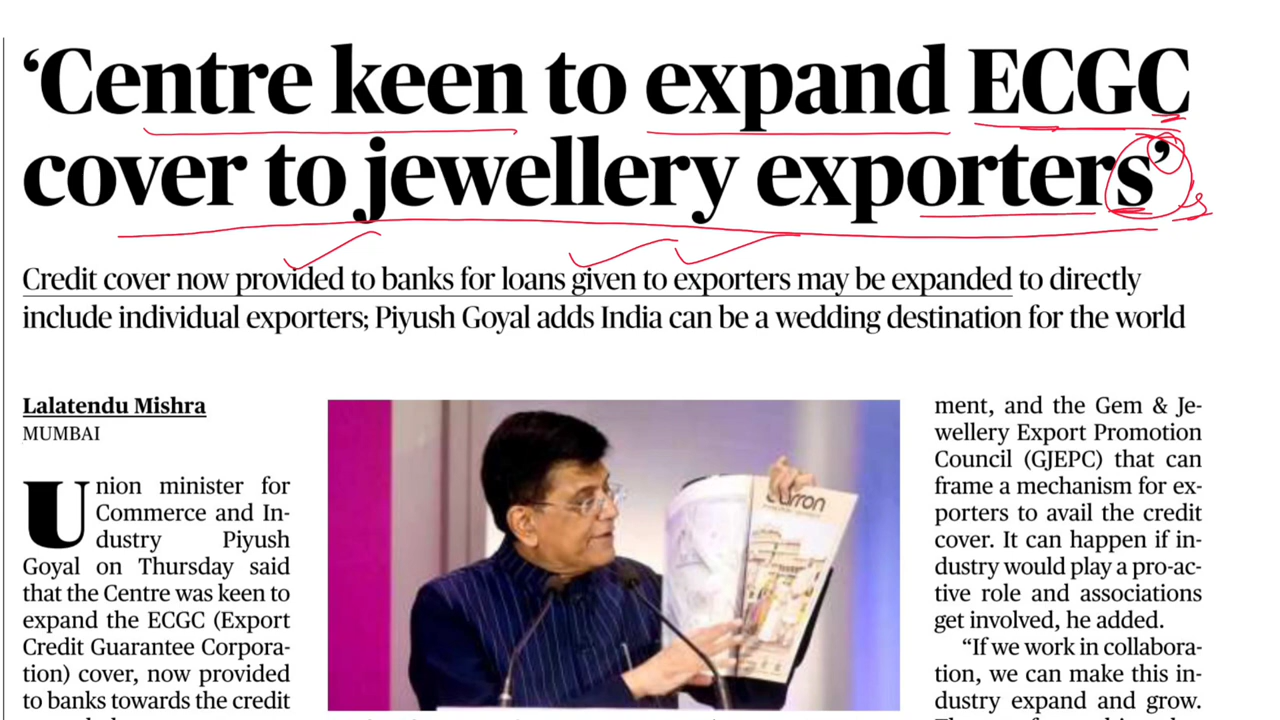 ‘Centre keen to expand ECGC
cover to jewellery exporters’
s
Credit cover now provided to banks for loans given to exporters may be expanded to directly
include individual exporters; Piyush Goyal adds India can be a wedding destination for the world
Lalatendu Mishra
MUMBAI
Union minister for
Commerce and In-
dustry Piyush
Goyal on Thursday said
that the Centre was keen to
expand the ECGC (Export
Credit Guarantee Corpora-
tion) cover, now provided
to banks towards the credit
ment, and the Gem & Je-
wellery Export Promotion
Council (GJEPC) that can
frame a mechanism for ex-
porters to avail the credit
cover. It can happen if in-
dustry would play a pro-ac-
tive role and associations
get involved, he added.
“If we work in collabora-
tion, we can make this in-
dustry expand and grow.